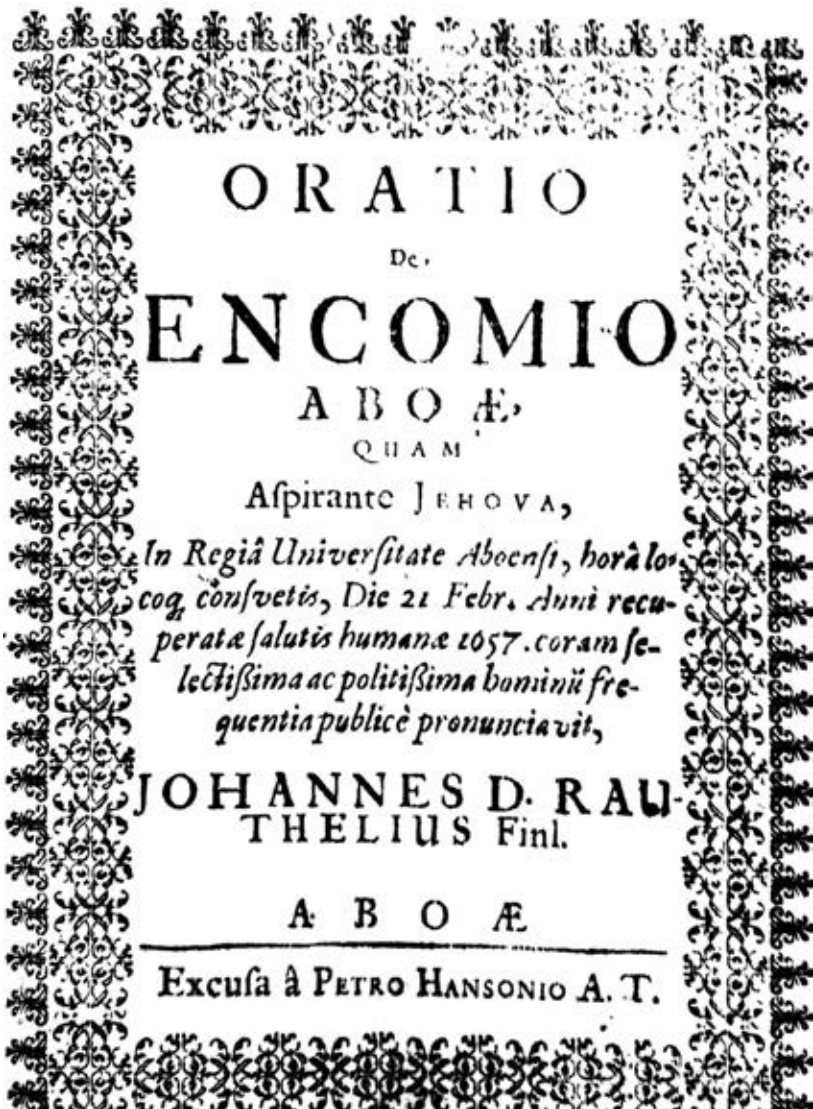 ORATIO
De,
ENCOMIO
ABOÆ,
QUAM
Aſpirante JEHOVA,
In Regiâ Univerſitate Aboenſi, horâ lo-
coq; conſvetis, Die 21 Febr. Anni recu-
peratæ ſalutis humanæ 1657. coram ſe-
lectiſſima ac politiſſima hominū fre-
quentia publicè pronunciavit,
JOHANNES D. RAU-
THELIUS Finl.
ABOÆ
Excuſa â PETRO HANSONIO A. T.